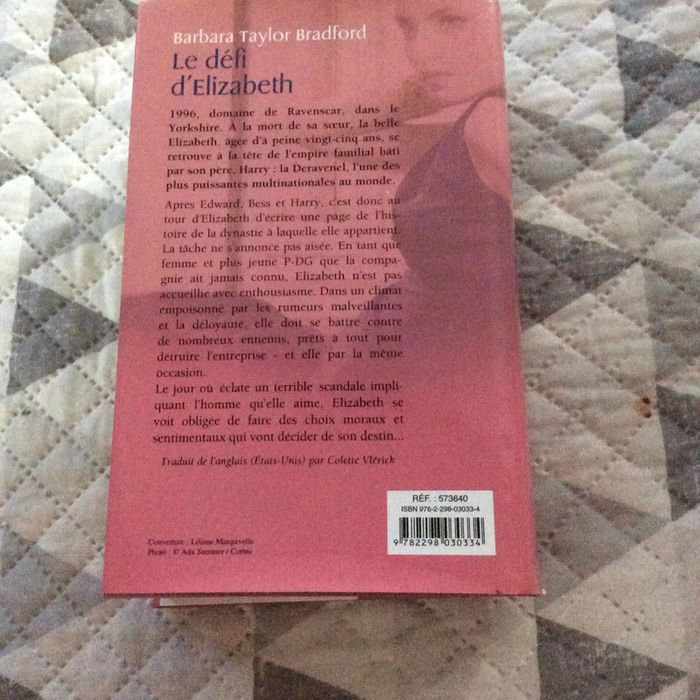 Barbara Taylor Bradford
Le défi
d'Elizabeth
1996, domaine de Ravenscar, dans le
Yorkshire. À la mort de sa sœur, la belle
Elizabeth, âgée d'à peine vingt-cinq ans, se
retrouve à la tête de l'empire familial bâti
par son père, Harry : la Deravenel, l'une des
plus puissantes multinationales au monde.
Après Edward, Bess et Harry, c'est donc au
tour d'Elizabeth d'écrire une page de l'his-
toire de la dynastie à laquelle elle appartient.
La tâche ne s'annonce pas aisée. En tant que
femme et plus jeune P-DG que la compa-
gnie ait jamais connu, Elizabeth n'est pas
accueillie avec enthousiasme. Dans un climat
empoisonné par les rumeurs malveillantes
et la déloyauté, elle doit se battre contre
de nombreux ennemis, prêts à tout pour
détruire l'entreprise - et elle par la même
occasion.
Le jour où éclate un terrible scandale impli-
quant l'homme qu'elle aime, Elizabeth se
voit obligée de faire des choix moraux et
sentimentaux qui vont décider de son destin...
Traduit de l'anglais (États-Unis) par Colette Vlérick
RÉF. : 573640
ISBN 978-2-298-03033-4
9 782298 030334
Couverture : Liliane Mangavelle
Photo : © Ada Summer / Corbis